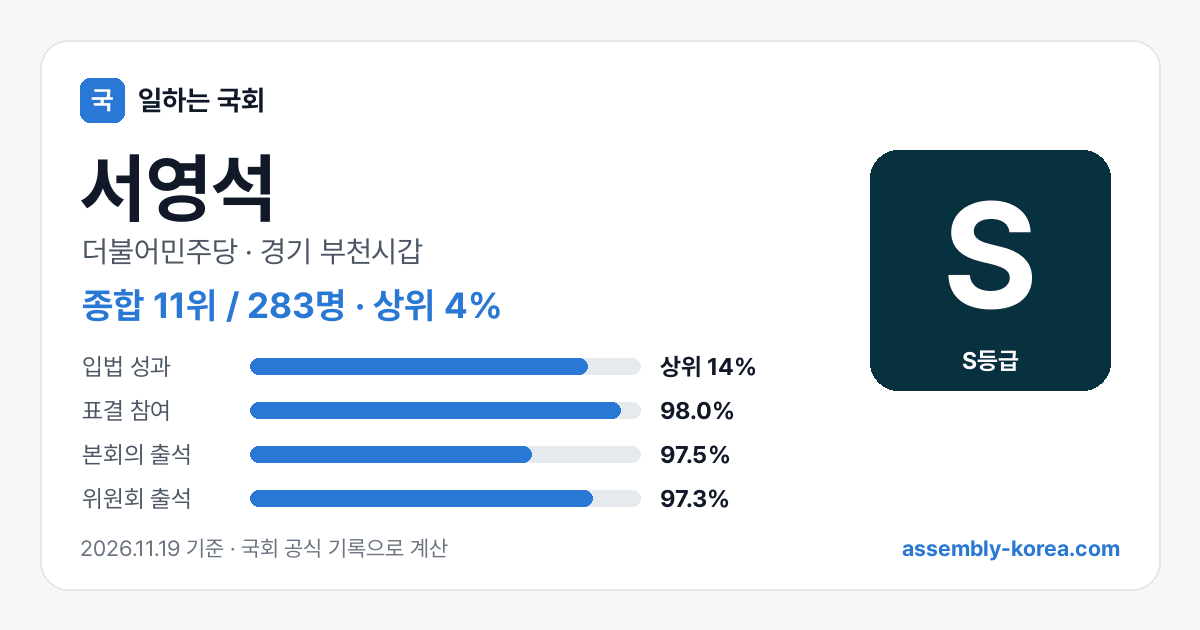 국 일하는 국회
서영석
더불어민주당 · 경기 부천시갑
종합 11위 / 283명 · 상위 4%
입법 성과 상위 14%
표결 참여 98.0%
본회의 출석 97.5%
위원회 출석 97.3%
S
S등급
2026.11.19 기준 · 국회 공식 기록으로 계산
assembly-korea.com